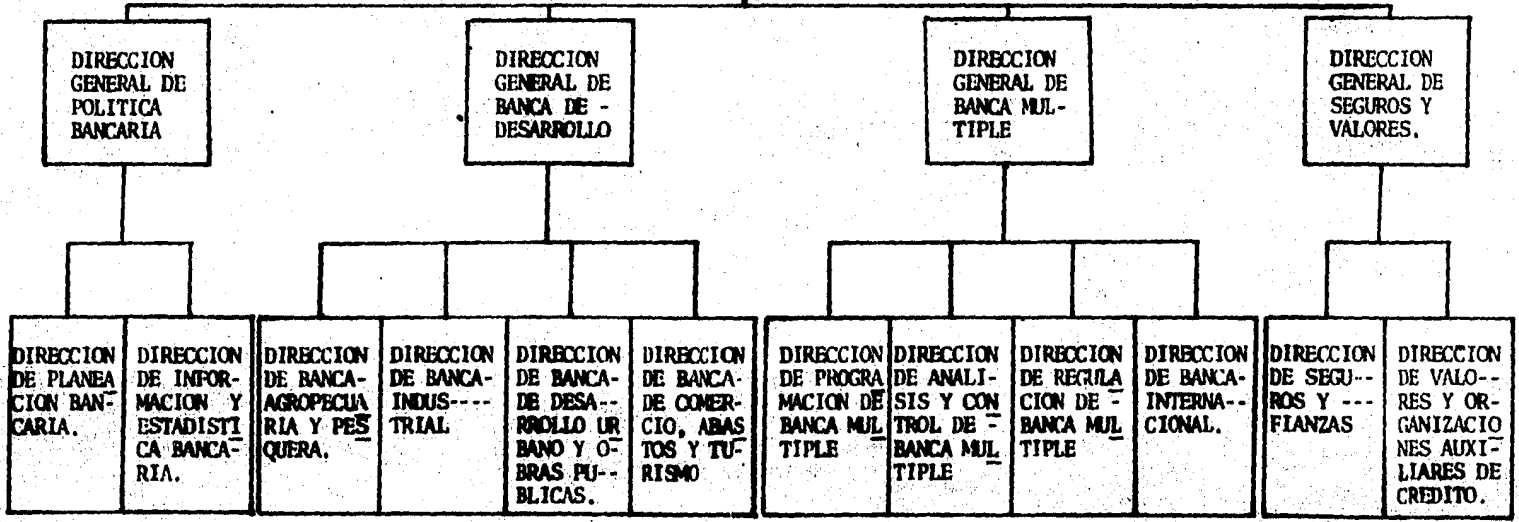 DIRECCION
GENERAL DE
POLITICA
BANCARIA
DIRECCION
GENERAL DE
BANCA DE -
DESARROLLO
DIRECCION
GENERAL DE
BANCA MUL-
TIPLE
DIRECCION
GENERAL DE
SEGUROS Y
VALORES.
DIRECCION
DE PLANEA
CION BAN-
CARIA.
DIRECCION
DE INFOR-
MACION Y
ESTADISTI
CA BANCA-
RIA.
DIRECCION
DE BANCA-
AGROPECUA
RIA Y PES
QUERA.
DIRECCION
DE BANCA-
INDUS----
TRIAL
DIRECCION
DE BANCA-
DE DESA--
RROLLO UR
BANO Y O-
BRAS PU--
BLICAS.
DIRECCION
DE BANCA-
DE COMER-
CIO, ABAS
TOS Y TU-
RISMO
DIRECCION
DE PROGRA
MACION DE
BANCA MUL
TIPLE
DIRECCION
DE ANALI-
SIS Y CON
TROL DE -
BANCA MUL
TIPLE
DIRECCION
DE REGULA
CION DE -
BANCA MUL
TIPLE
DIRECCION
DE BANCA-
INTERNA--
CIONAL.
DIRECCION
DE SEGU--
ROS Y ---
FIANZAS
DIRECCION
DE VALO--
RES Y OR-
GANIZACIO
NES AUXI-
LIARES DE
CREDITO.